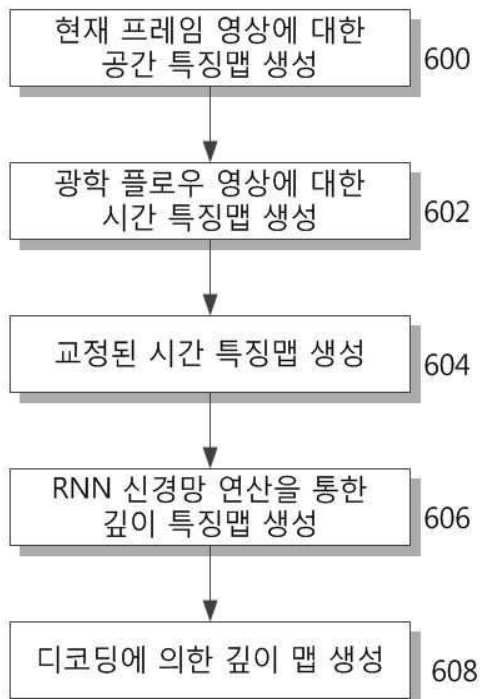 현재 프레임 영상에 대한
공간 특징맵 생성
600
광학 플로우 영상에 대한
시간 특징맵 생성
602
교정된 시간 특징맵 생성
604
RNN 신경망 연산을 통한
깊이 특징맵 생성
606
디코딩에 의한 깊이 맵 생성
608